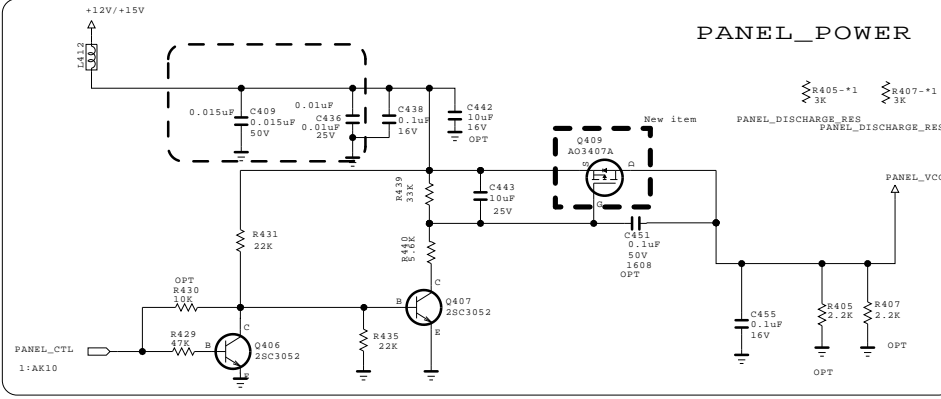 +12V/+15V
PANEL_POWER
L412
0.015uF
C409
0.015uF
50V
0.01uF
C436
0.01uF
25V
C438
0.1uF
16V
C442
10uF
16V
OPT
New item
Q409
AO3407A
S
D
G
R405-*1
3K
PANEL_DISCHARGE_RES
R407-*1
3K
PANEL_DISCHARGE_RES
PANEL_VCC
R439
33K
C443
10uF
25V
R431
22K
R440
5.6K
C451
0.1uF
50V
1608
OPT
OPT
R430
10K
C
B
Q407
2SC3052
E
R429
47K
B
C
Q406
2SC3052
E
R435
22K
PANEL_CTL
1:AK10
C455
0.1uF
16V
R405
2.2K
OPT
R407
2.2K
OPT